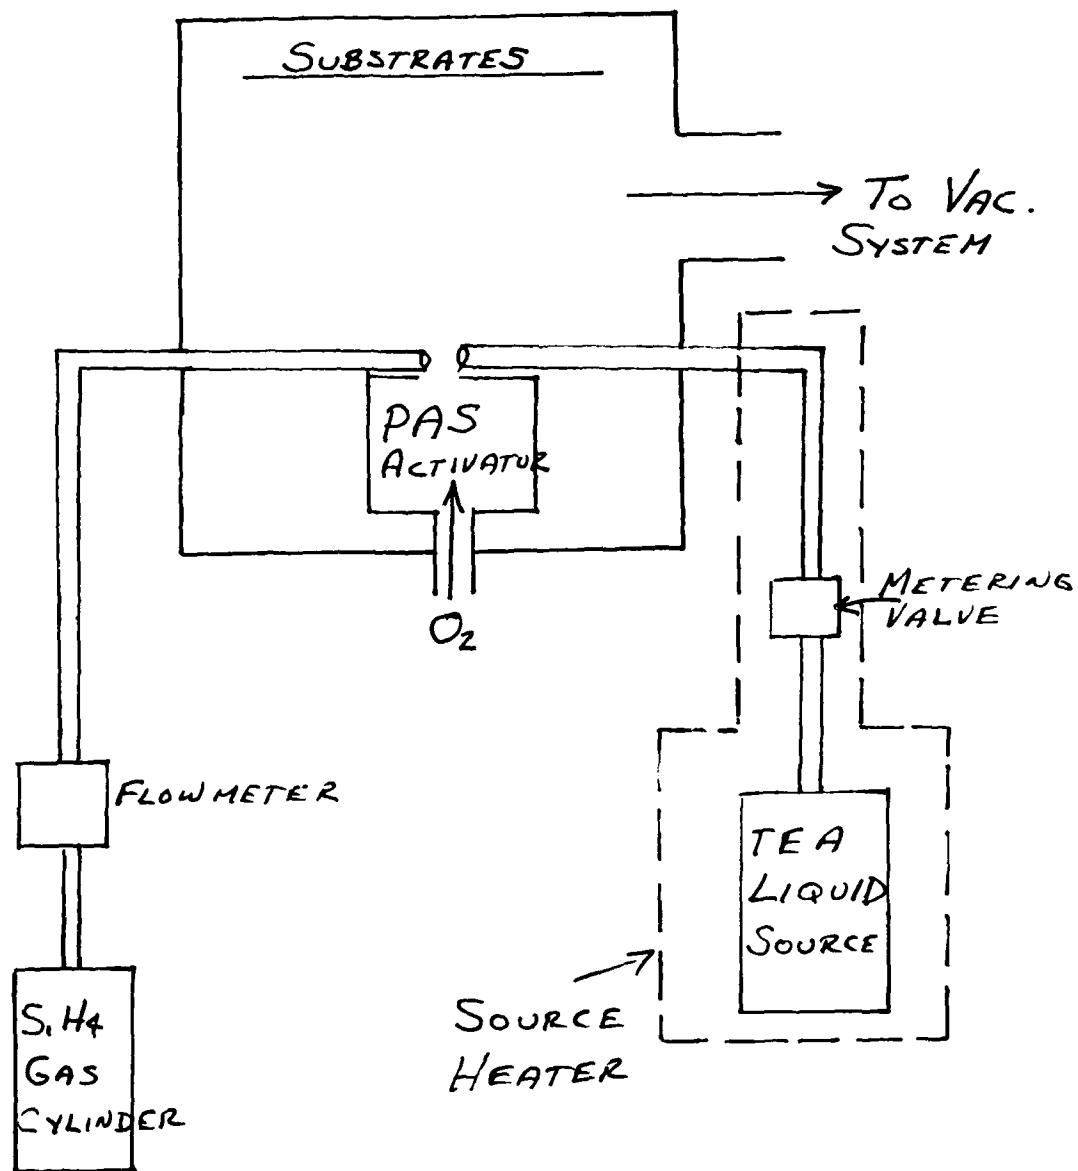 SUBSTRATES
TO VAC.
SYSTEM
PAS
ACTIVATOR
O2
METERING
VALVE
FLOWMETER
TEA
LIQUID
SOURCE
SOURCE
HEATER
SiH4
GAS
CYLINDER